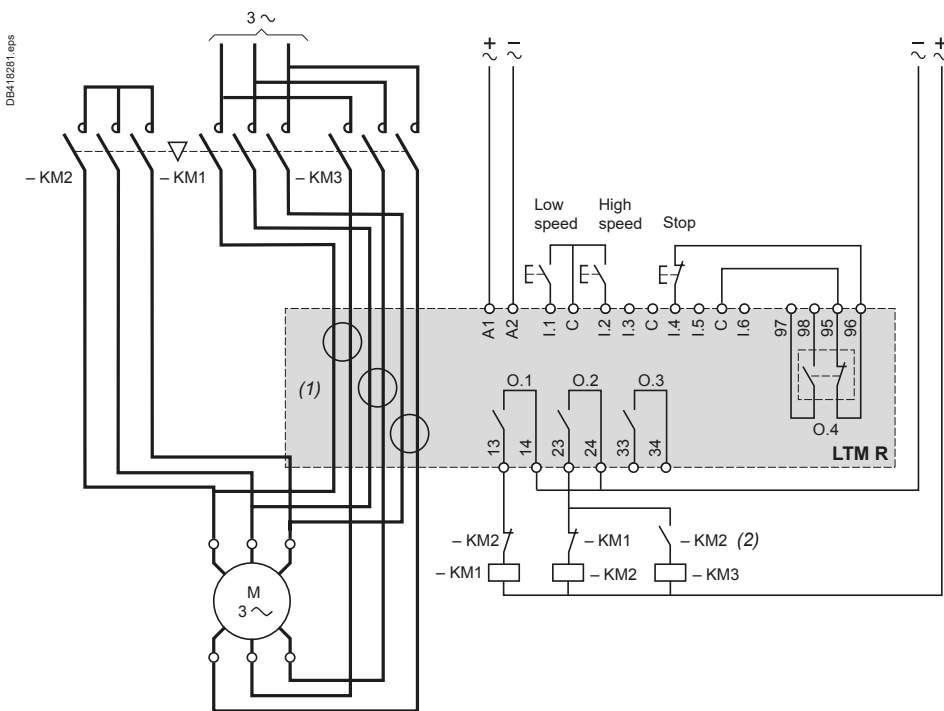 DB418281.eps
3 ~
+ –
~ ~
– +
~ ~
– KM2
– KM1
– KM3
Low speed
High speed
Stop
A1
A2
I.1
C
I.2
I.3
C
I.4
I.5
C
I.6
97
98
95
96
(1)
O.1
O.2
O.3
O.4
13
14
23
24
33
34
LTM R
– KM2
– KM1
– KM2 (2)
– KM1
– KM2
– KM3
M
3 ~